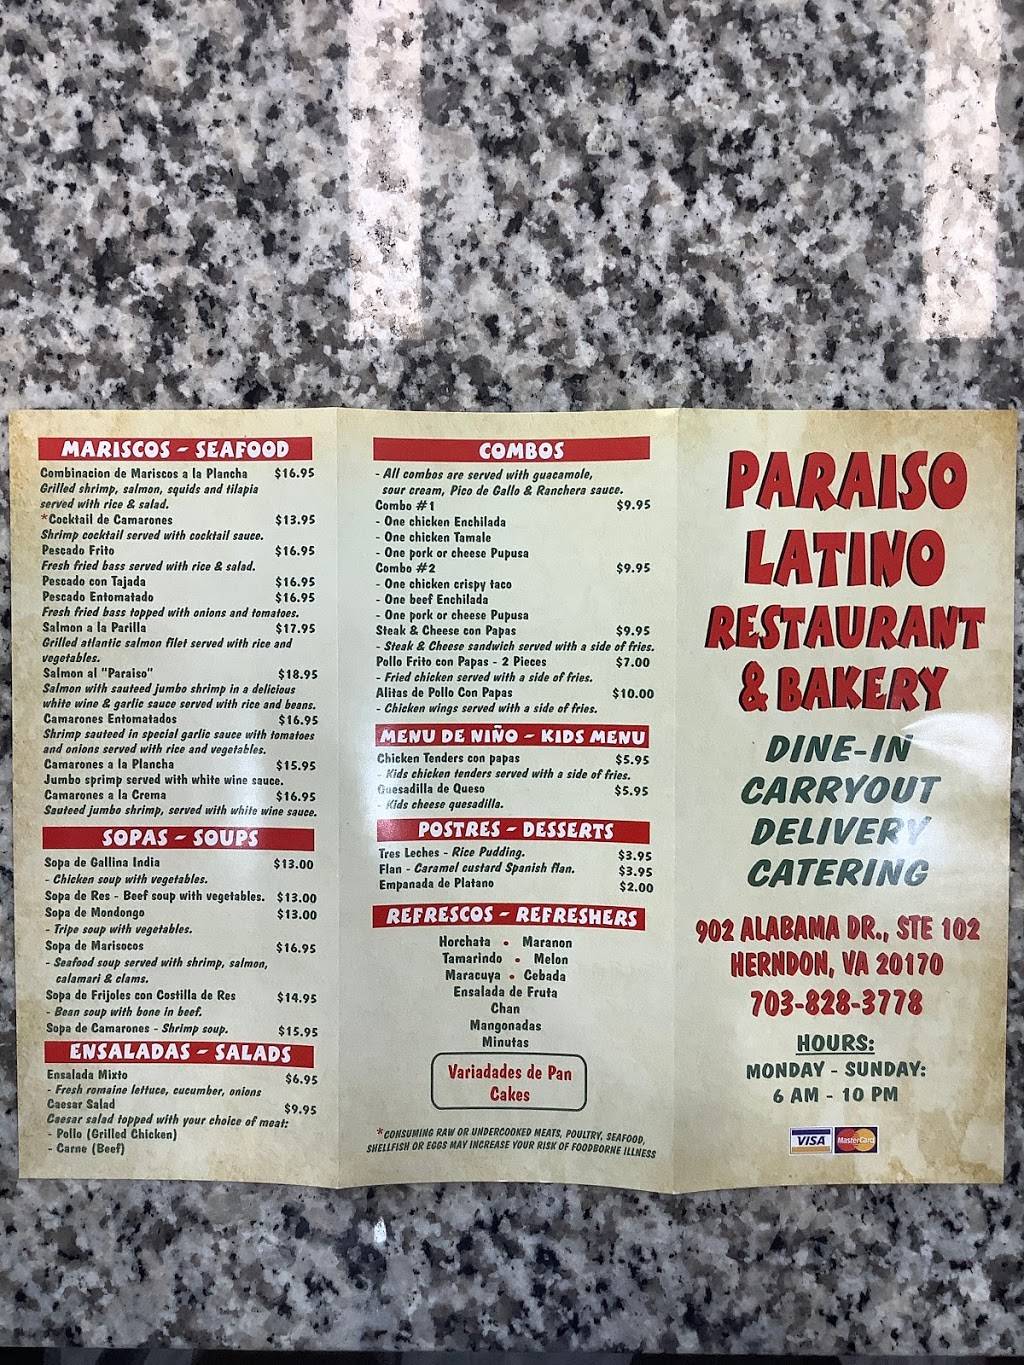 MARISCOS - SEAFOOD
Combinacion de Mariscos a la Plancha $16.95
Grilled shrimp, salmon, squids and tilapia
served with rice & salad.
*Cocktail de Camarones $13.95
Shrimp cocktail served with cocktail sauce.
Pescado Frito $16.95
Fresh fried bass served with rice & salad.
Pescado con Tajada $16.95
Pescado Entomatado $16.95
Fresh fried bass topped with onions and tomatoes.
Salmon a la Parilla $17.95
Grilled atlantic salmon filet served with rice and
vegetables.
Salmon al "Paraiso" $18.95
Salmon with sauteed jumbo shrimp in a delicious
white wine & garlic sauce served with rice and beans.
Camarones Entomatados $16.95
Shrimp sauteed in special garlic sauce with tomatoes
and onions served with rice and vegetables.
Camarones a la Plancha $15.95
Jumbo sprimp served with white wine sauce.
Camarones a la Crema $16.95
Sauteed jumbo shrimp, served with white wine sauce.
SOPAS - SOUPS
Sopa de Gallina India $13.00
- Chicken soup with vegetables.
Sopa de Res - Beef soup with vegetables. $13.00
Sopa de Mondongo $13.00
- Tripe soup with vegetables.
Sopa de Marisocos $16.95
- Seafood soup served with shrimp, salmon,
calamari & clams.
Sopa de Frijoles con Costilla de Res $14.95
- Bean soup with bone in beef.
Sopa de Camarones - Shrimp soup. $15.95
ENSALADAS - SALADS
Ensalada Mixto $6.95
- Fresh romaine lettuce, cucumber, onions
Caesar Salad $9.95
Caesar salad topped with your choice of meat:
- Pollo (Grilled Chicken)
- Carne (Beef)
COMBOS
- All combos are served with guacamole,
sour cream, Pico de Gallo & Ranchera sauce.
Combo #1 $9.95
- One chicken Enchilada
- One chicken Tamale
- One pork or cheese Pupusa
Combo #2 $9.95
- One chicken crispy taco
- One beef Enchilada
- One pork or cheese Pupusa
Steak & Cheese con Papas $9.95
- Steak & Cheese sandwich served with a side of fries.
Pollo Frito con Papas - 2 Pieces $7.00
- Fried chicken served with a side of fries.
Alitas de Pollo Con Papas $10.00
- Chicken wings served with a side of fries.
MENU DE NIÑO - KIDS MENU
Chicken Tenders con papas $5.95
- Kids chicken tenders served with a side of fries.
Quesadilla de Queso $5.95
- Kids cheese quesadilla.
POSTRES - DESSERTS
Tres Leches - Rice Pudding. $3.95
Flan - Caramel custard Spanish flan. $3.95
Empanada de Platano $2.00
REFRESCOS - REFRESHERS
Horchata • Maranon
Tamarindo • Melon
Maracuya • Cebada
Ensalada de Fruta
Chan
Mangonadas
Minutas
Variadades de Pan
Cakes
*CONSUMING RAW OR UNDERCOOKED MEATS, POULTRY, SEAFOOD,
SHELLFISH OR EGGS MAY INCREASE YOUR RISK OF FOODBORNE ILLNESS
PARAISO
LATINO
RESTAURANT
& BAKERY
DINE-IN
CARRYOUT
DELIVERY
CATERING
902 ALABAMA DR., STE 102
HERNDON, VA 20170
703-828-3778
HOURS:
MONDAY - SUNDAY:
6 AM - 10 PM
VISA MasterCard